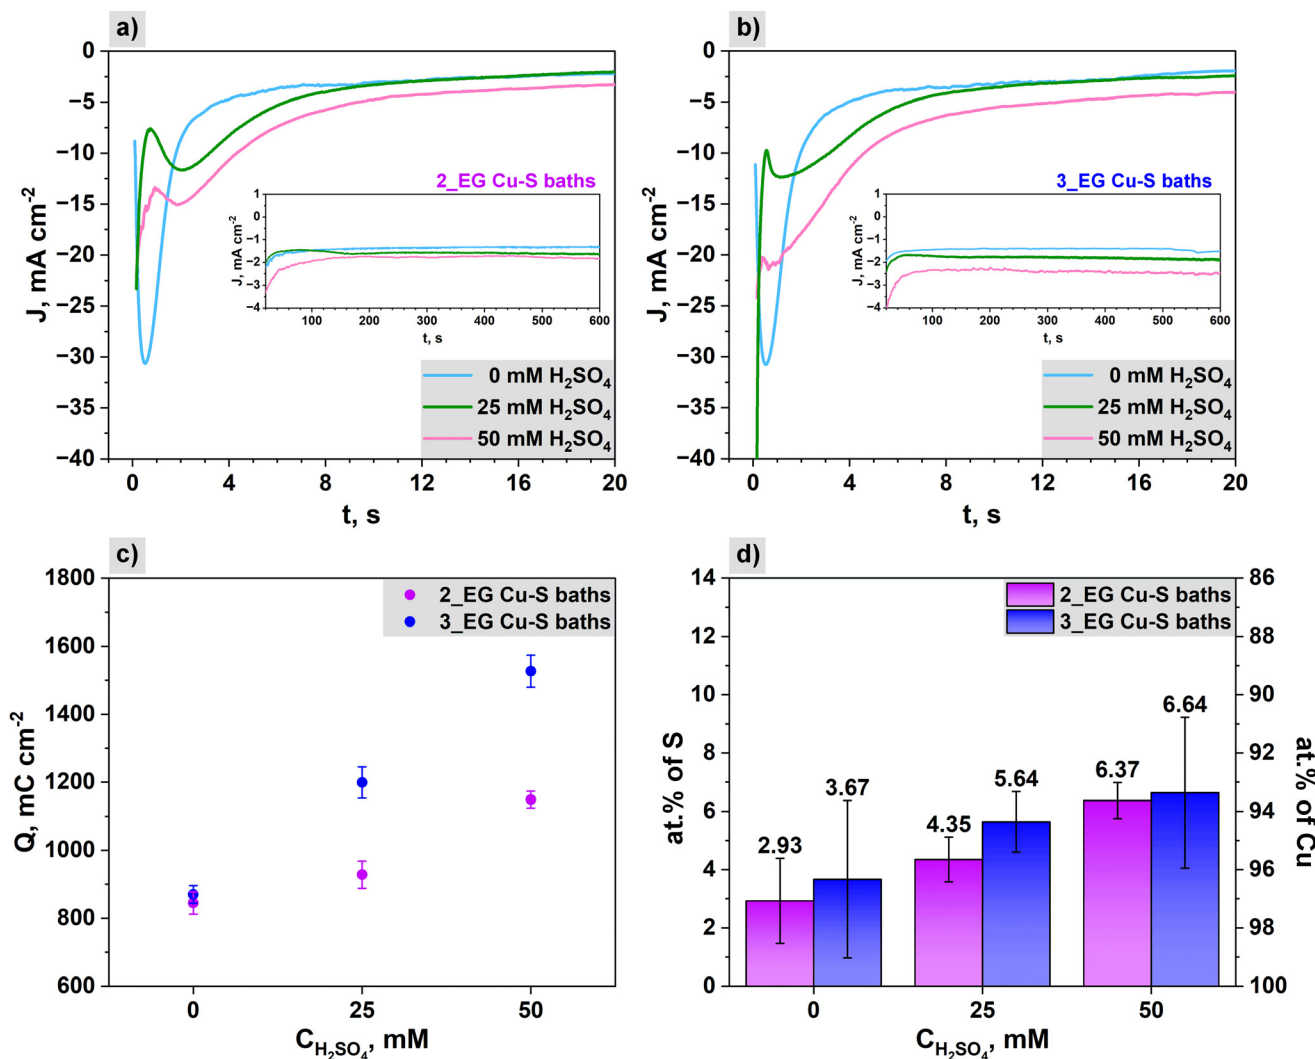 a)
0
−5
−10
−15
−20
−25
−30
−35
−40
J, mA cm⁻²
0 4 8 12 16 20
t, s
2_EG Cu-S baths
1
0
−1
−2
−3
−4
J, mA cm⁻²
100 200 300 400 500 600
t, s
0 mM H₂SO₄
25 mM H₂SO₄
50 mM H₂SO₄
b)
0
−5
−10
−15
−20
−25
−30
−35
−40
J, mA cm⁻²
0 4 8 12 16 20
t, s
3_EG Cu-S baths
1
0
−1
−2
−3
−4
J, mA cm⁻²
100 200 300 400 500 600
t, s
0 mM H₂SO₄
25 mM H₂SO₄
50 mM H₂SO₄
c)
1800
1600
1400
1200
1000
800
600
Q, mC cm⁻²
2_EG Cu-S baths
3_EG Cu-S baths
0 25 50
C_H₂SO₄, mM
d)
14
12
10
8
6
4
2
0
at.% of S
2_EG Cu-S baths
3_EG Cu-S baths
2.93 3.67 4.35 5.64 6.37 6.64
86
88
90
92
94
96
98
100
at.% of Cu
0 25 50
C_H₂SO₄, mM